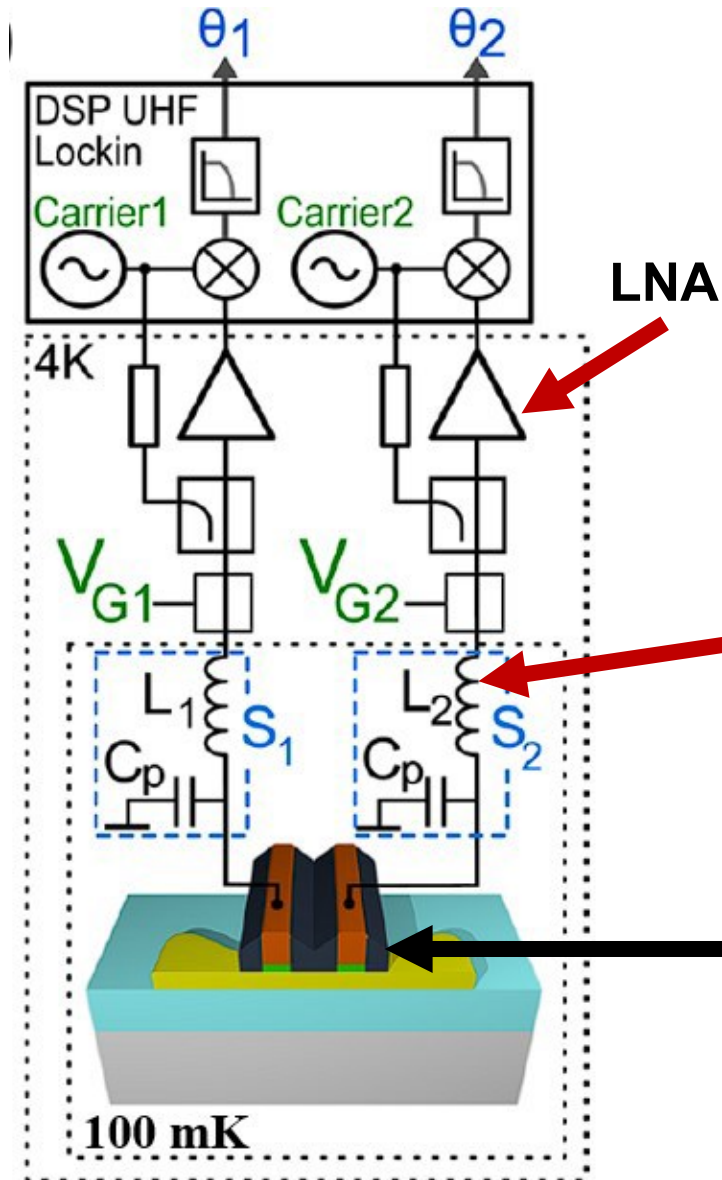 )
θ1 θ2
DSP UHF
Lockin
Carrier1 Carrier2
LNA
4K
VG1 VG2
L1 S1 L2 S2
Cp Cp
100 mK